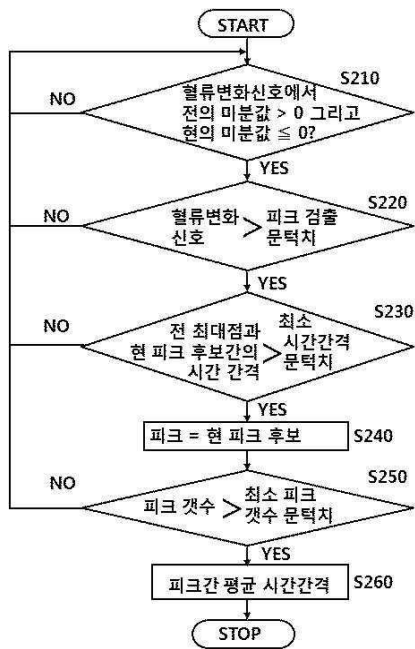 START
S210
NO
혈류변화신호에서
전의 미분값 > 0 그리고
현의 미분값 ≦ 0?
YES
S220
NO
혈류변화 > 피크 검출
신호 문턱치
YES
S230
NO
전 최대점과
현 피크 후보간의
시간 간격
>
최소
시간간격
문턱치
YES
피크 = 현 피크 후보
S240
S250
NO
피크 갯수 > 최소 피크
갯수 문턱치
YES
피크간 평균 시간간격
S260
STOP